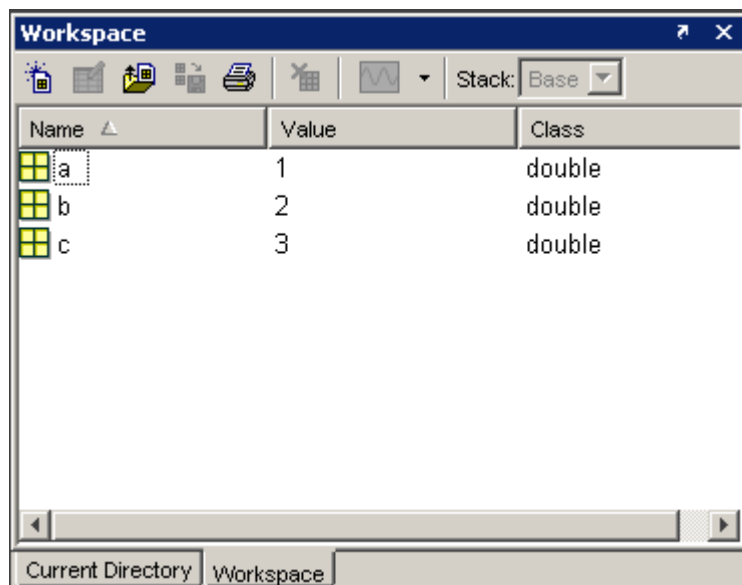 Workspace
Stack: Base
Name Value Class
a 1 double
b 2 double
c 3 double
Current Directory Workspace